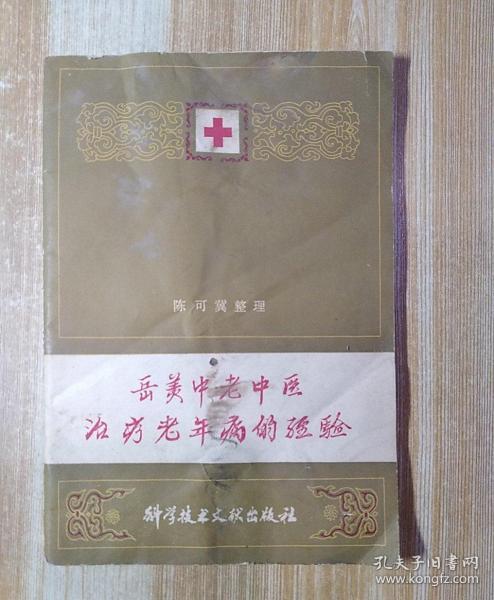 陈可冀整理
岳美中老中医
治疗老年病的经验
科学技术文献出版社
孔夫子旧书网
www.kongfz.com